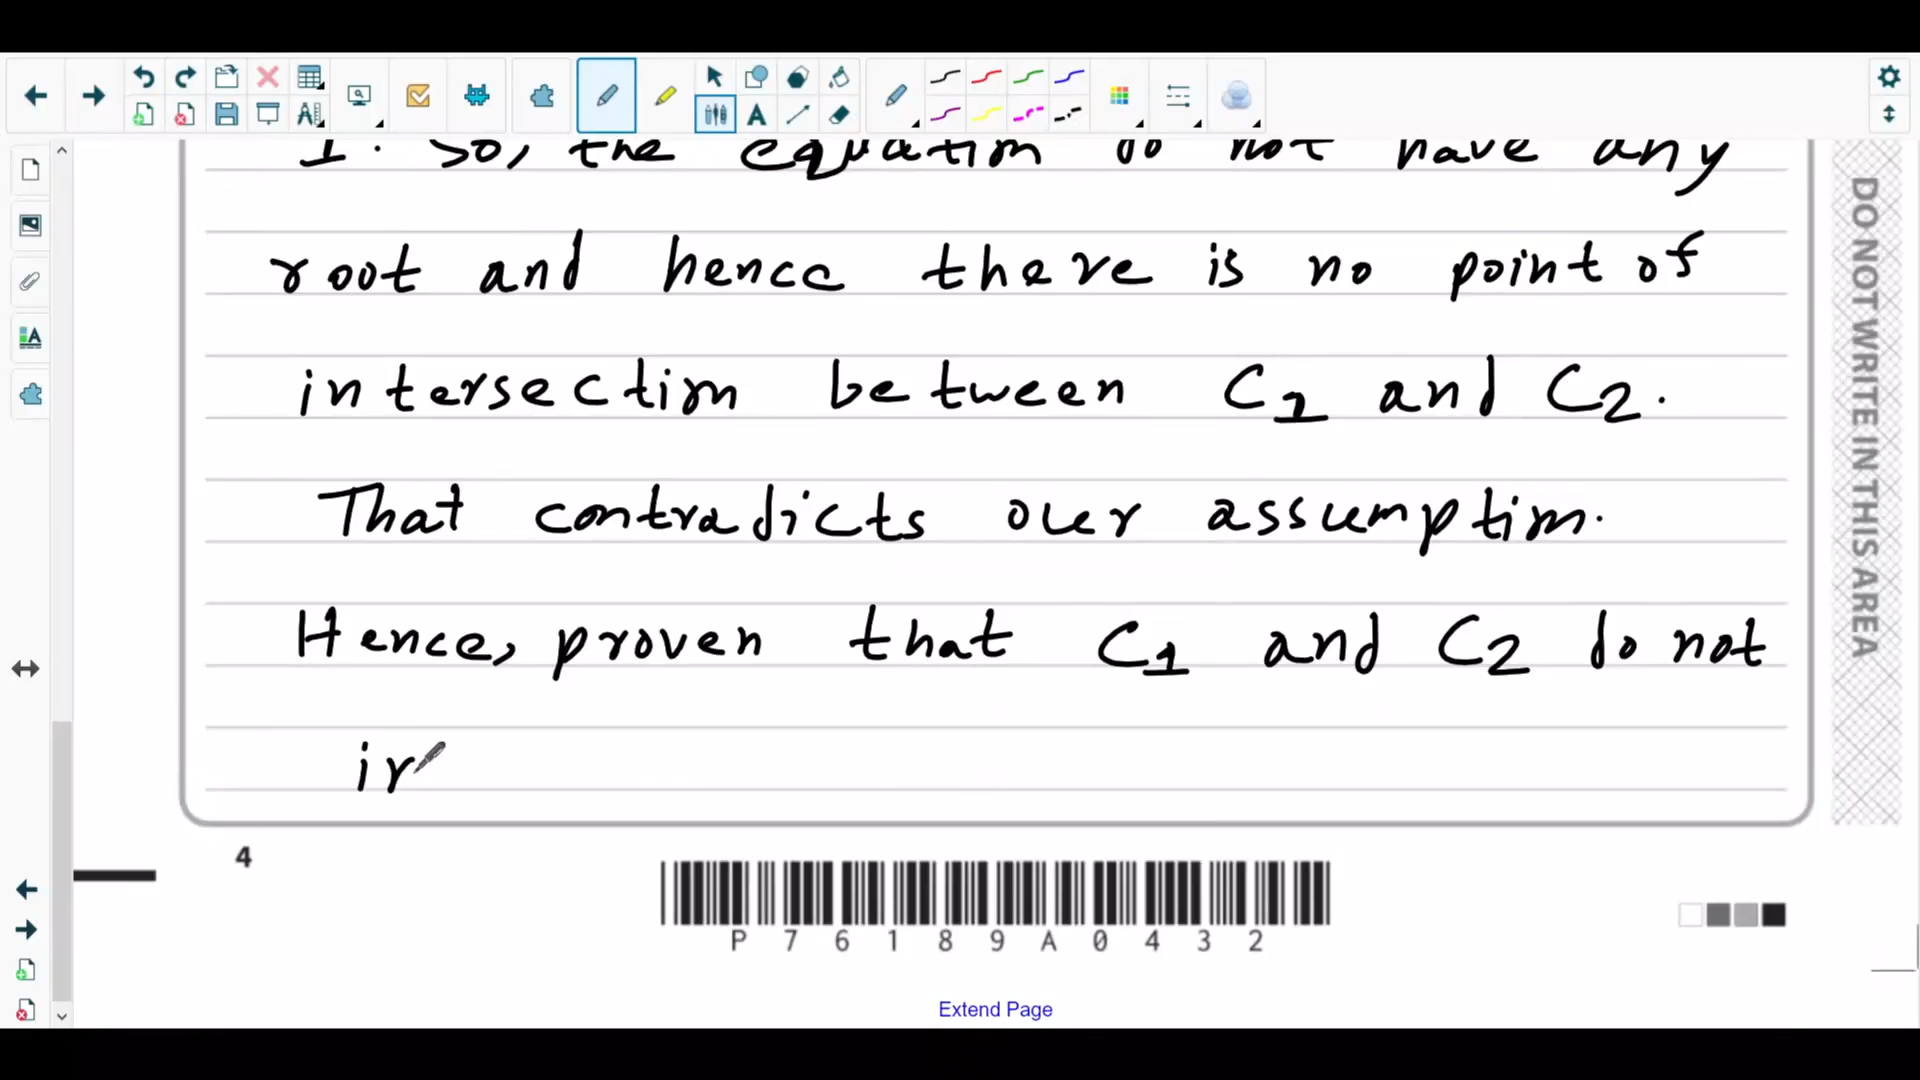 1. So, the equation do not have any
root and hence there is no point of
intersection between C1 and C2.
That contradicts our assumption.
Hence, proven that C1 and C2 do not
in
4
P 7 6 1 8 9 A 0 4 3 2
Extend Page
DO NOT WRITE IN THIS AREA